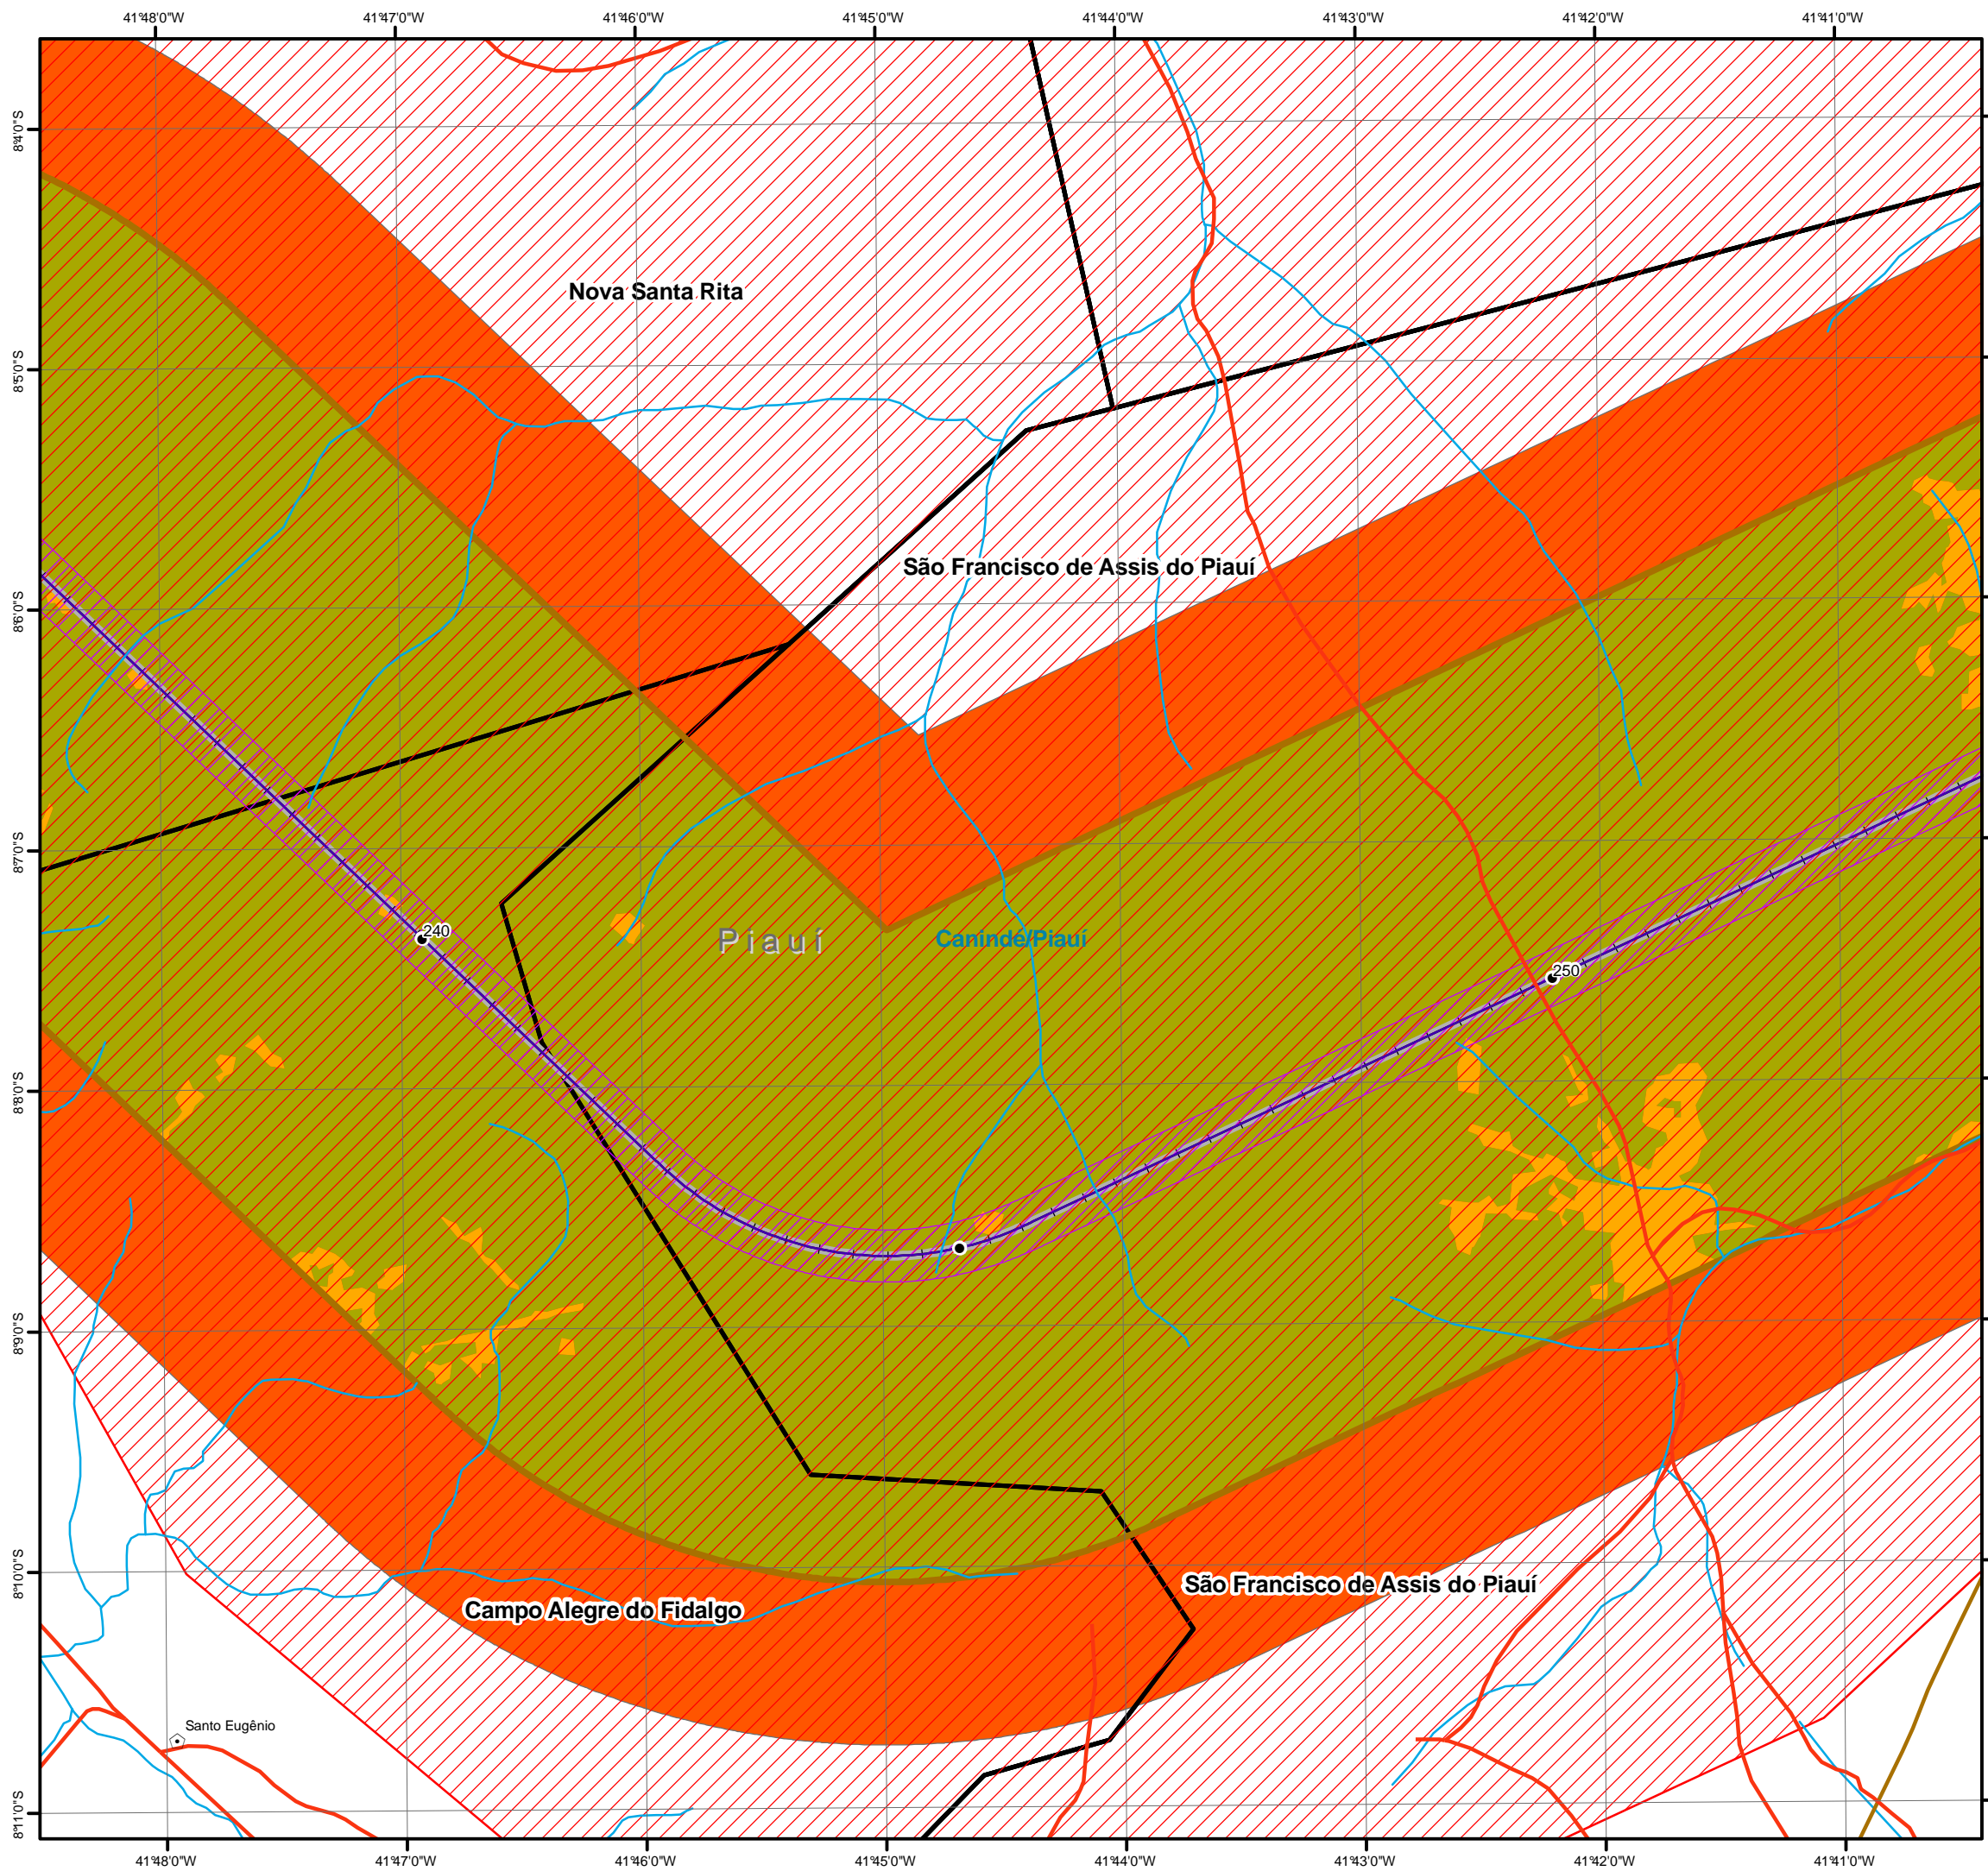 41°48'0"W
41°47'0"W
41°46'0"W
41°45'0"W
41°44'0"W
41°43'0"W
41°42'0"W
41°41'0"W
8°4'0"S
Nova Santa Rita
8°5'0"S
São Francisco de Assis do Piauí
8°6'0"S
8°7'0"S
240
Piauí
Canindé/Piauí
250
8°8'0"S
8°9'0"S
8°10'0"S
São Francisco de Assis do Piauí
Campo Alegre do Fidalgo
Santo Eugênio
8°11'0"S
41°48'0"W
41°47'0"W
41°46'0"W
41°45'0"W
41°44'0"W
41°43'0"W
41°42'0"W
41°41'0"W